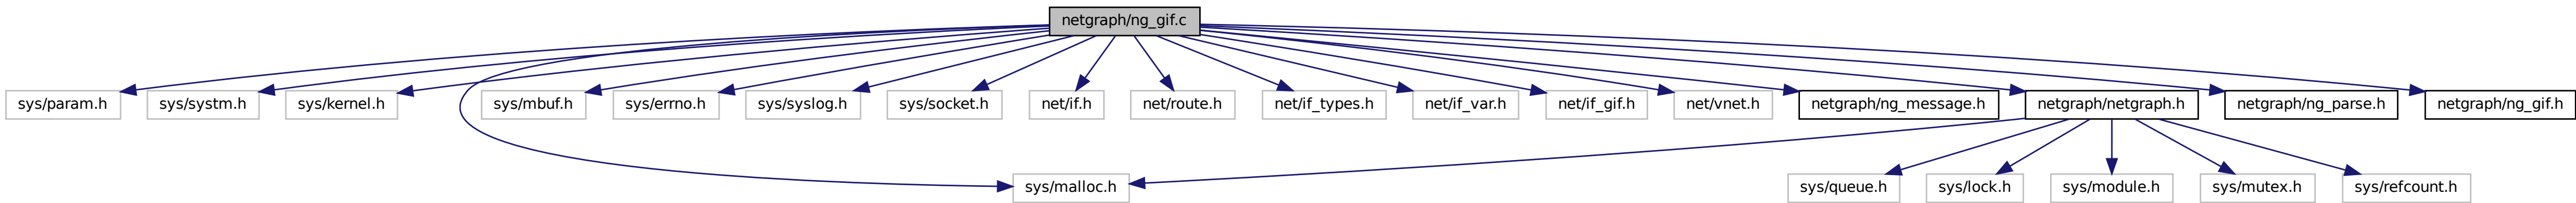 netgraph/ng_gif.c
sys/param.h
sys/systm.h
sys/kernel.h
sys/mbuf.h
sys/errno.h
sys/syslog.h
sys/socket.h
net/if.h
net/route.h
net/if_types.h
net/if_var.h
net/if_gif.h
net/vnet.h
netgraph/ng_message.h
netgraph/netgraph.h
netgraph/ng_parse.h
netgraph/ng_gif.h
sys/malloc.h
sys/queue.h
sys/lock.h
sys/module.h
sys/mutex.h
sys/refcount.h